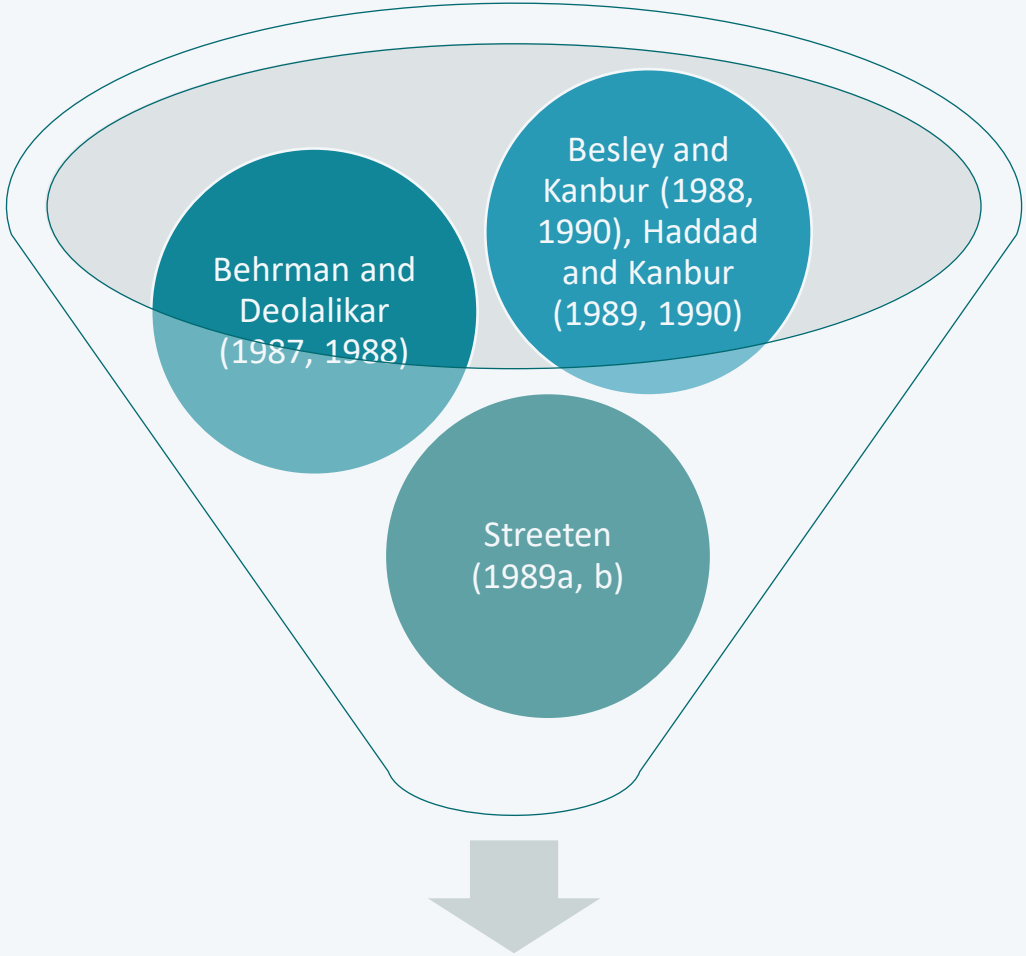 Besley and
Kanbur (1988,
1990), Haddad
and Kanbur
(1989, 1990)
Behrman and
Deolalikar
(1987, 1988)
Streeten
(1989a, b)